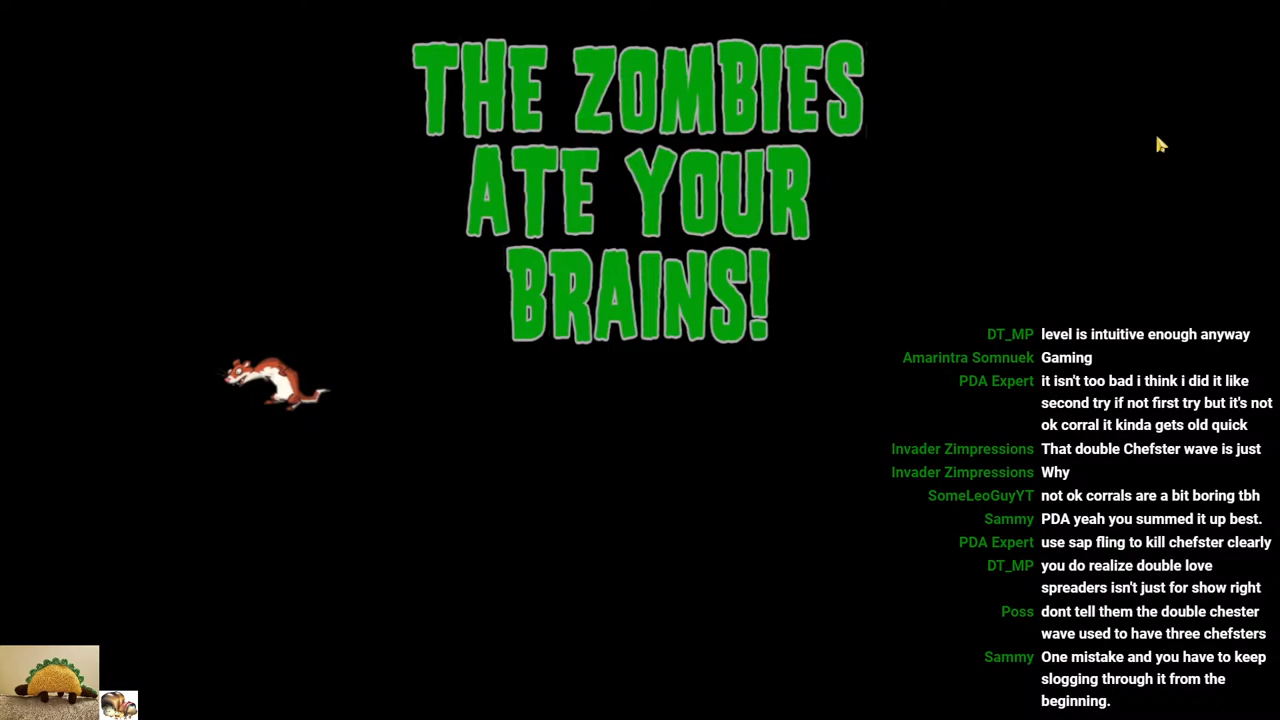 THE ZOMBIES
ATE YOUR
BRAINS!
DT_MP level is intuitive enough anyway
Amarintra Somnuek Gaming
PDA Expert it isn't too bad i think i did it like
second try if not first try but it's not
ok corral it kinda gets old quick
Invader Zimpressions That double Chefster wave is just
Invader Zimpressions Why
SomeLeoGuyYT not ok corrals are a bit boring tbh
Sammy PDA yeah you summed it up best.
PDA Expert use sap fling to kill chefster clearly
DT_MP you do realize double love
spreaders isn't just for show right
Poss dont tell them the double chester
wave used to have three chefsters
Sammy One mistake and you have to keep
slogging through it from the
beginning.